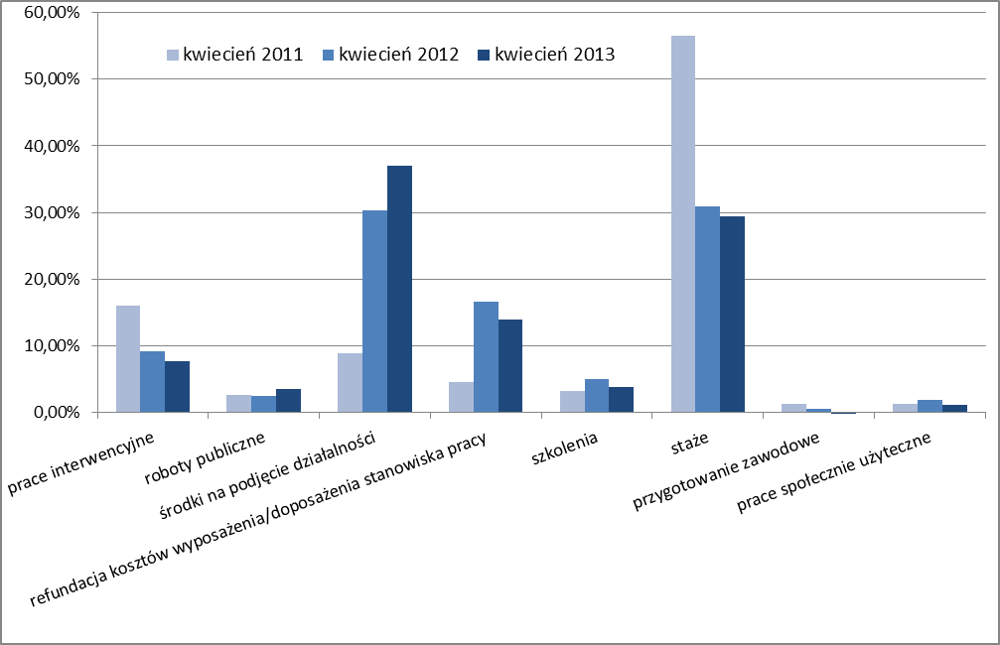 60,00%
kwiecień 2011 kwiecień 2012 kwiecień 2013
50,00%
40,00%
30,00%
20,00%
10,00%
0,00%
prace interwencyjne
roboty publiczne
środki na podjęcie działalności
refundacja kosztów wyposażenia/doposażenia stanowiska pracy
szkolenia
staże
przygotowanie zawodowe
prace społecznie użyteczne